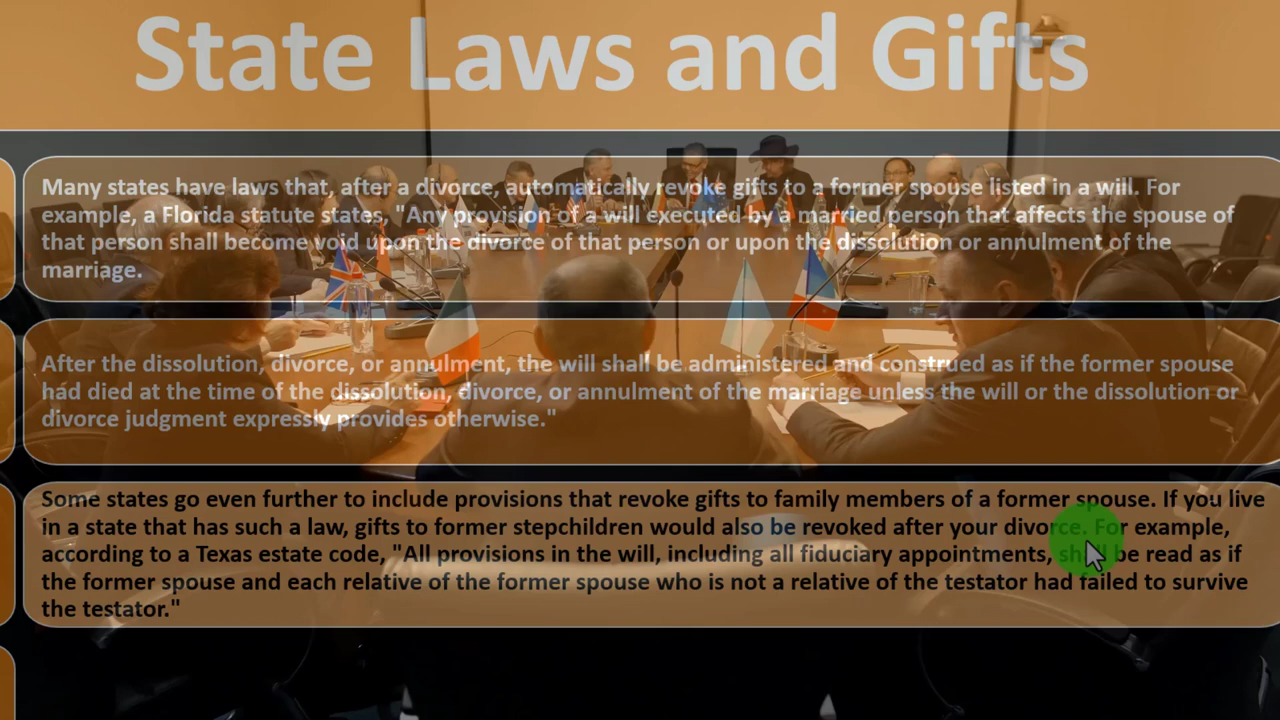 State Laws and Gifts
Many states have laws that, after a divorce, automatically revoke gifts to a former spouse listed in a will. For
example, a Florida statute states, "Any provision of a will executed by a married person that affects the spouse of
that person shall become void upon the divorce of that person or upon the dissolution or annulment of the
marriage.
After the dissolution, divorce, or annulment, the will shall be administered and construed as if the former spouse
had died at the time of the dissolution, divorce, or annulment of the marriage unless the will or the dissolution or
divorce judgment expressly provides otherwise."
Some states go even further to include provisions that revoke gifts to family members of a former spouse. If you live
in a state that has such a law, gifts to former stepchildren would also be revoked after your divorce. For example,
according to a Texas estate code, "All provisions in the will, including all fiduciary appointments, shall be read as if
the former spouse and each relative of the former spouse who is not a relative of the testator had failed to survive
the testator."